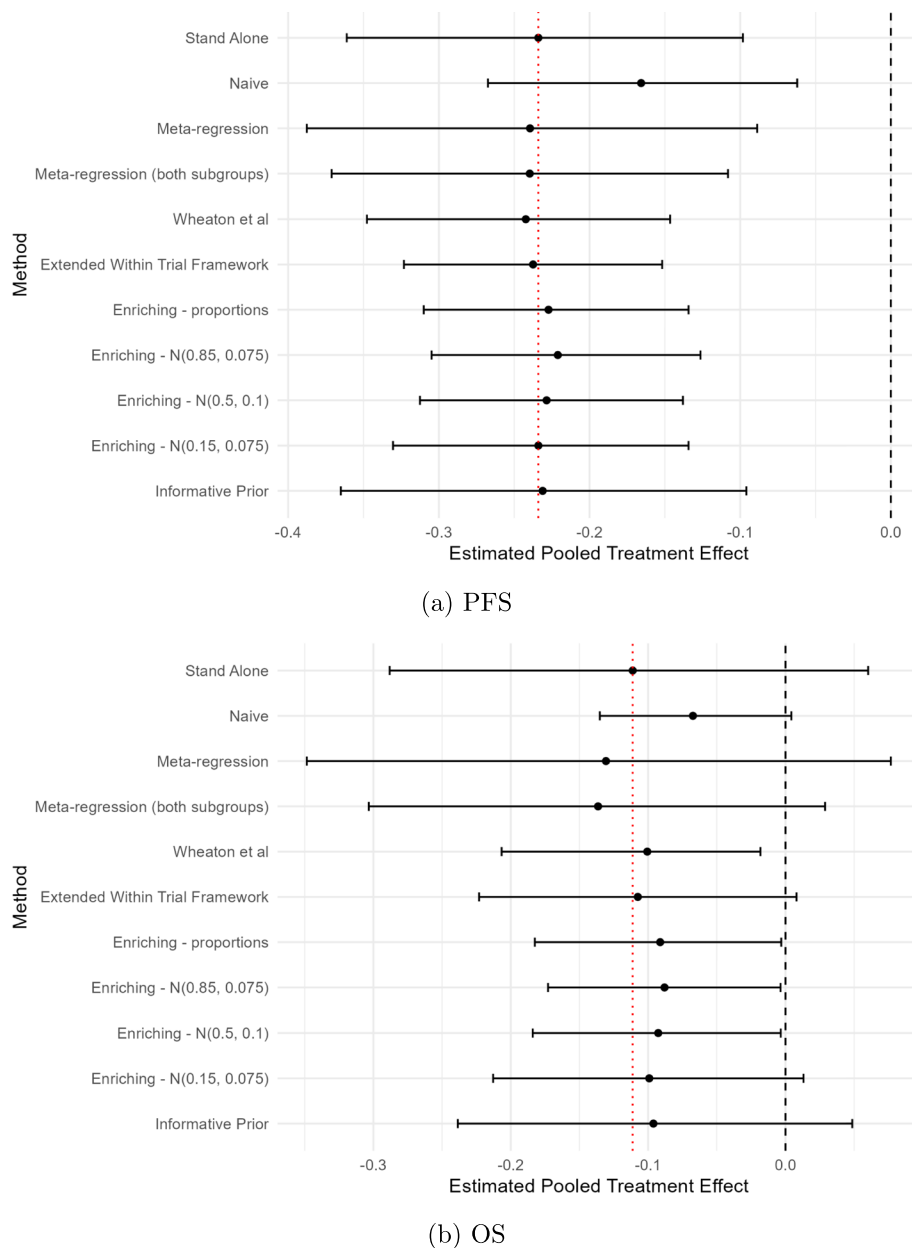 Stand Alone
Naive
Meta-regression
Meta-regression (both subgroups)
Wheaton et al
Extended Within Trial Framework
Enriching - proportions
Enriching - N(0.85, 0.075)
Enriching - N(0.5, 0.1)
Enriching - N(0.15, 0.075)
Informative Prior
Method
-0.4 -0.3 -0.2 -0.1 0.0
Estimated Pooled Treatment Effect
(a) PFS
Stand Alone
Naive
Meta-regression
Meta-regression (both subgroups)
Wheaton et al
Extended Within Trial Framework
Enriching - proportions
Enriching - N(0.85, 0.075)
Enriching - N(0.5, 0.1)
Enriching - N(0.15, 0.075)
Informative Prior
Method
-0.3 -0.2 -0.1 0.0
Estimated Pooled Treatment Effect
(b) OS